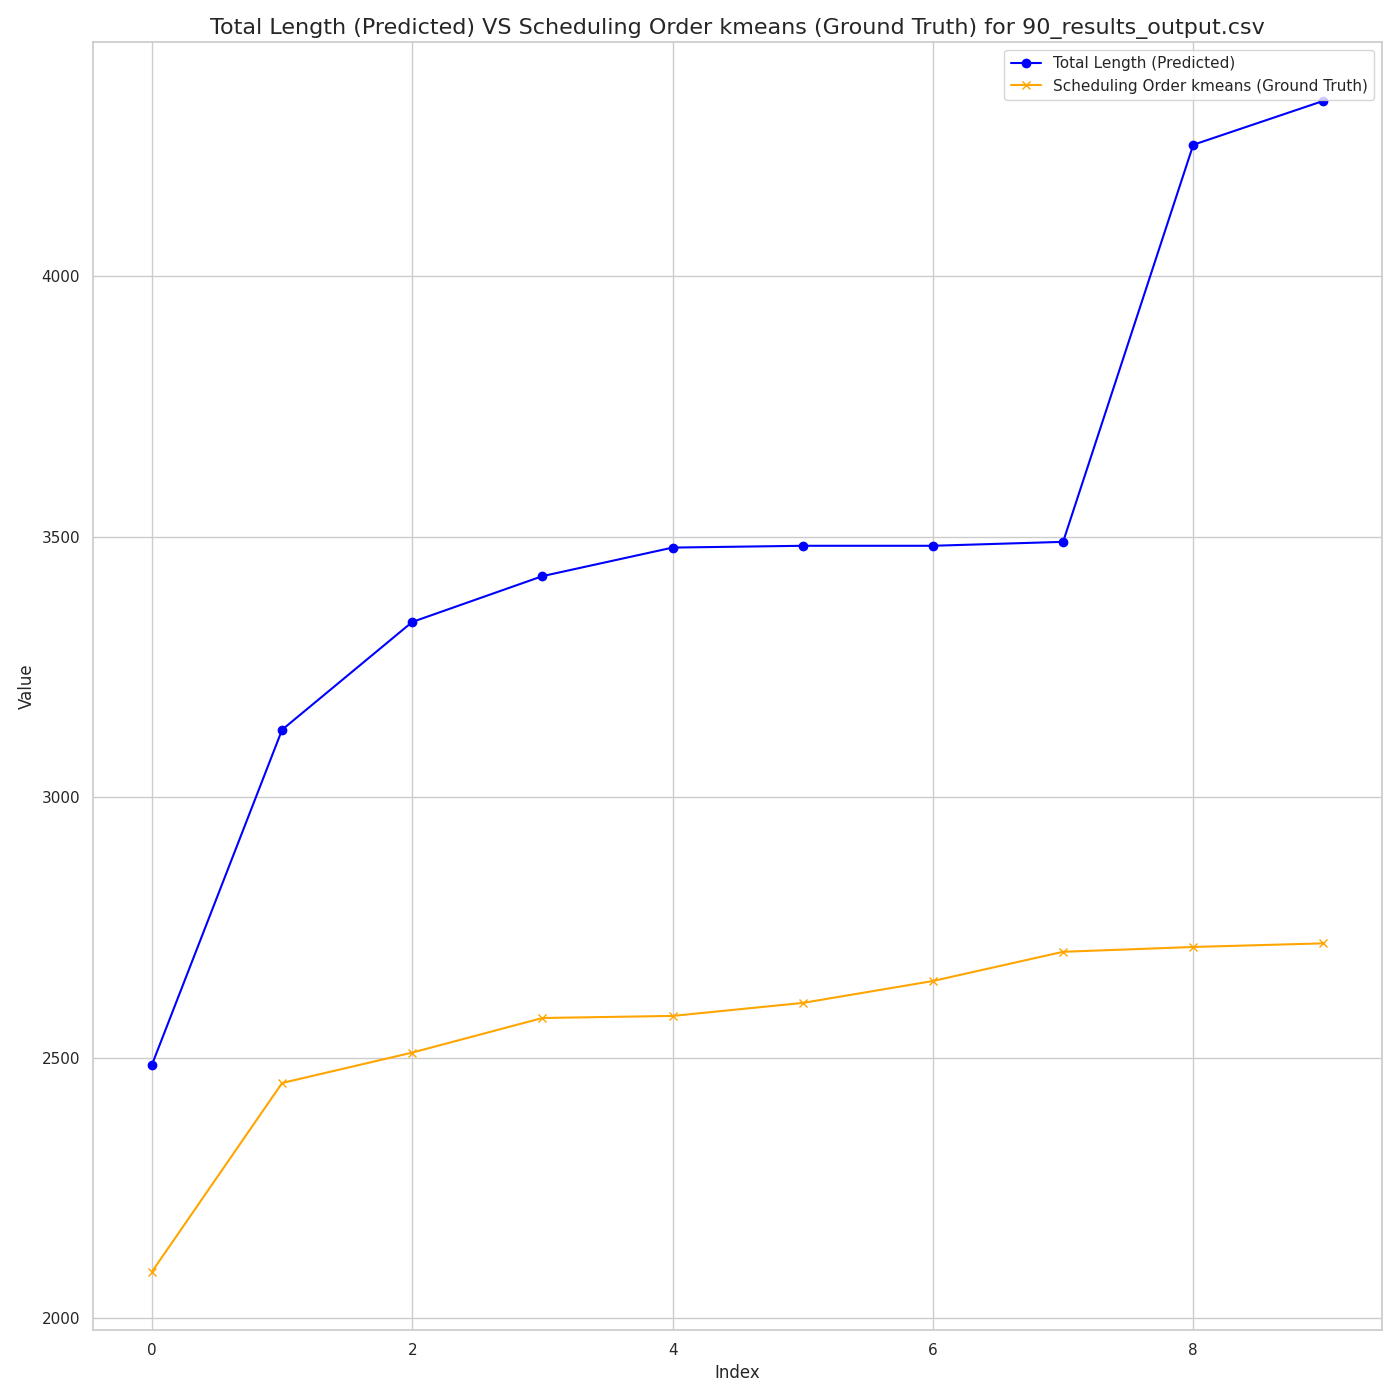 Total Length (Predicted) VS Scheduling Order kmeans (Ground Truth) for 90_results_output.csv
Total Length (Predicted)
Scheduling Order kmeans (Ground Truth)
4000
3500
3000
2500
2000
Value
0 2 4 6 8
Index